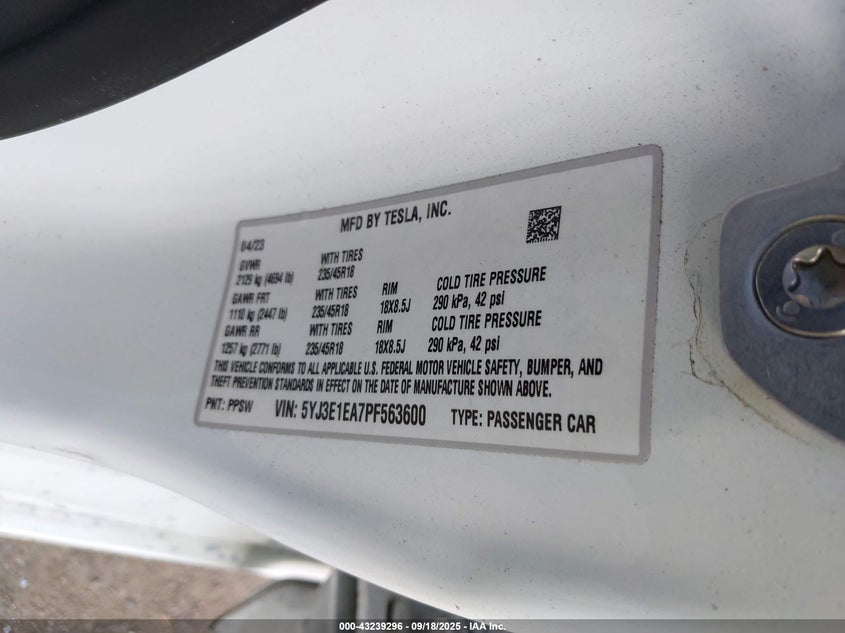 MFD BY TESLA, INC.
04/23
GVWR WITH TIRES
2129 kg (4694 lb) 235/45R18
GAWR FRT WITH TIRES RIM COLD TIRE PRESSURE
1110 kg (2447 lb) 235/45R18 18X8.5J 290 kPa, 42 psi
GAWR RR WITH TIRES RIM COLD TIRE PRESSURE
1257 kg (2771 lb) 235/45R18 18X8.5J 290 kPa, 42 psi
THIS VEHICLE CONFORMS TO ALL APPLICABLE U.S. FEDERAL MOTOR VEHICLE SAFETY, BUMPER, AND
THEFT PREVENTION STANDARDS IN EFFECT ON THE DATE OF MANUFACTURE SHOWN ABOVE.
PNT: PPSW VIN: 5YJ3E1EA7PF563600 TYPE: PASSENGER CAR
000-43239296 - 09/18/2025 - IAA Inc.